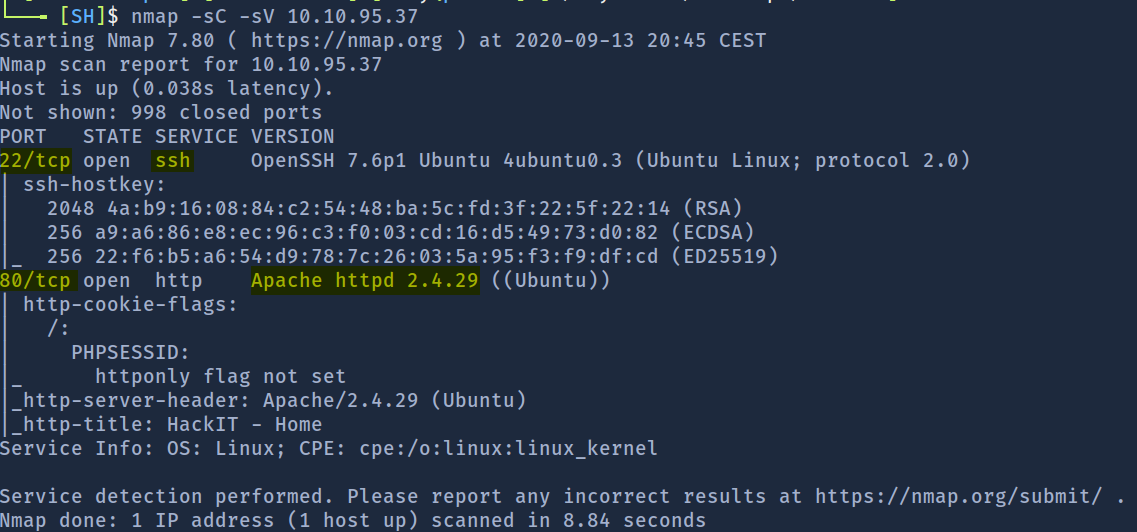 [SH]$ nmap -sC -sV 10.10.95.37
Starting Nmap 7.80 ( https://nmap.org ) at 2020-09-13 20:45 CEST
Nmap scan report for 10.10.95.37
Host is up (0.038s latency).
Not shown: 998 closed ports
PORT   STATE SERVICE VERSION
22/tcp open  ssh     OpenSSH 7.6p1 Ubuntu 4ubuntu0.3 (Ubuntu Linux; protocol 2.0)
| ssh-hostkey:
|   2048 4a:b9:16:08:84:c2:54:48:ba:5c:fd:3f:22:5f:22:14 (RSA)
|   256 a9:a6:86:e8:ec:96:c3:f0:03:cd:16:d5:49:73:d0:82 (ECDSA)
|_  256 22:f6:b5:a6:54:d9:78:7c:26:03:5a:95:f3:f9:df:cd (ED25519)
80/tcp open  http    Apache httpd 2.4.29 ((Ubuntu))
| http-cookie-flags:
|   /:
|     PHPSESSID:
|_      httponly flag not set
|_http-server-header: Apache/2.4.29 (Ubuntu)
|_http-title: HackIT - Home
Service Info: OS: Linux; CPE: cpe:/o:linux:linux_kernel
Service detection performed. Please report any incorrect results at https://nmap.org/submit/ .
Nmap done: 1 IP address (1 host up) scanned in 8.84 seconds